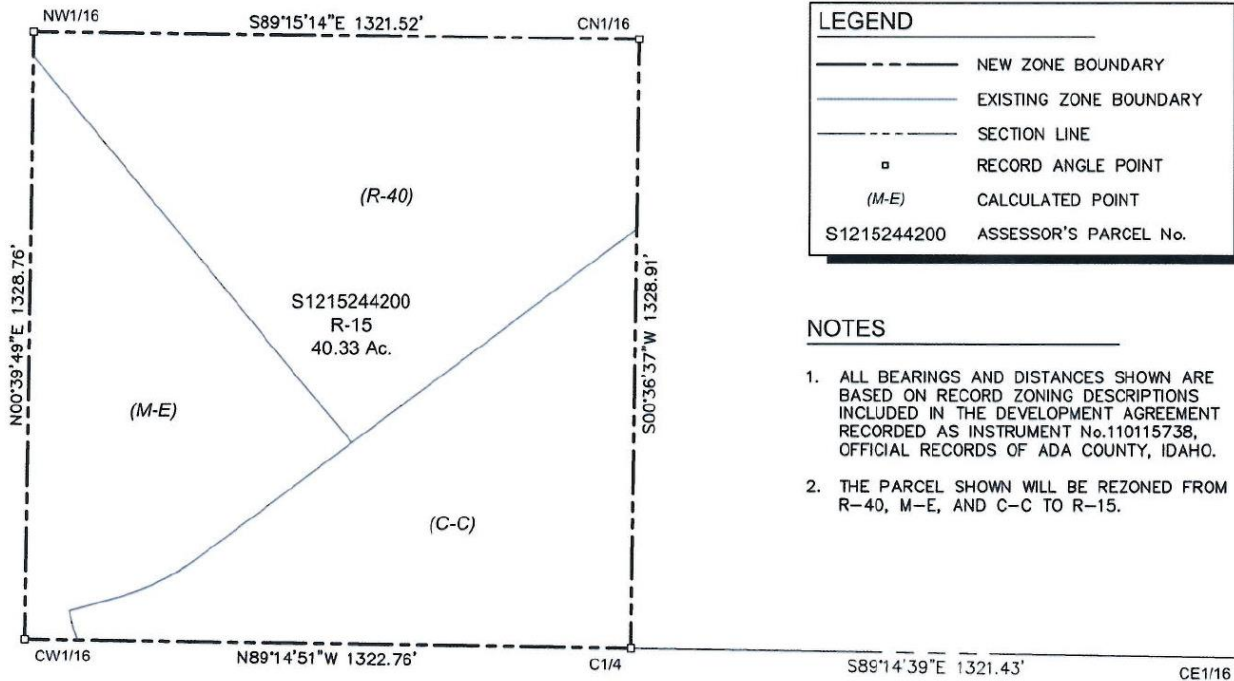 NW1/16
S89°15'14"E 1321.52'
CN1/16
N00°39'49"E 1328.76'
(R-40)
S1215244200
R-15
40.33 Ac.
(M-E)
(C-C)
S00°36'37"W 1328.91'
CW1/16
N89°14'51"W 1322.76'
C1/4
S89°14'39"E 1321.43'
CE1/16
LEGEND
NEW ZONE BOUNDARY
EXISTING ZONE BOUNDARY
SECTION LINE
RECORD ANGLE POINT
(M-E) CALCULATED POINT
S1215244200 ASSESSOR'S PARCEL No.
NOTES
1. ALL BEARINGS AND DISTANCES SHOWN ARE
BASED ON RECORD ZONING DESCRIPTIONS
INCLUDED IN THE DEVELOPMENT AGREEMENT
RECORDED AS INSTRUMENT No.110115738,
OFFICIAL RECORDS OF ADA COUNTY, IDAHO.
2. THE PARCEL SHOWN WILL BE REZONED FROM
R-40, M-E, AND C-C TO R-15.